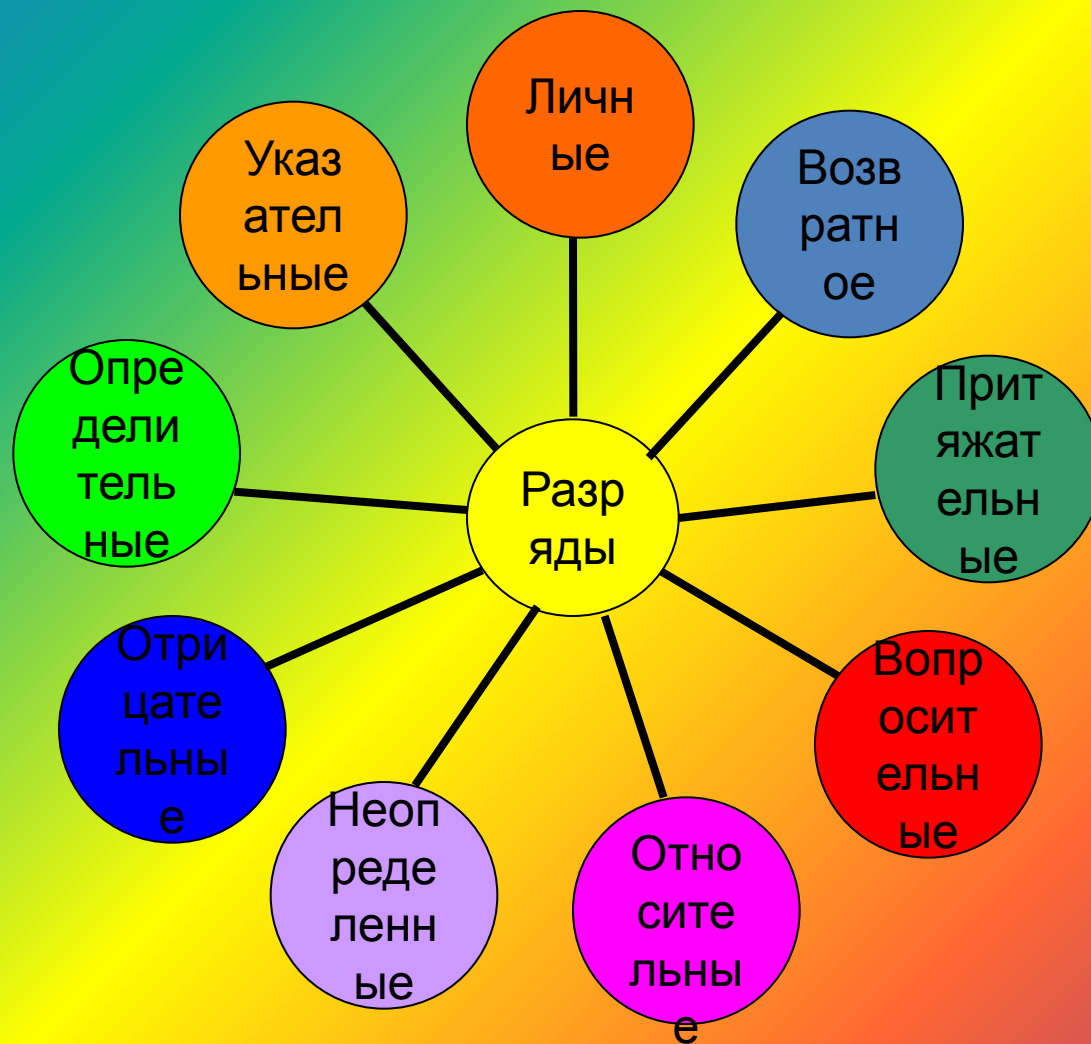 Личн
ые
Указ
ател
ьные
Возв
ратн
ое
Опре
дели
тель
ные
Прит
яжат
ельн
ые
Разр
яды
Отри
цате
льны
е
Вопр
осит
ельн
ые
Неоп
реде
ленн
ые
Отно
сите
льны
е